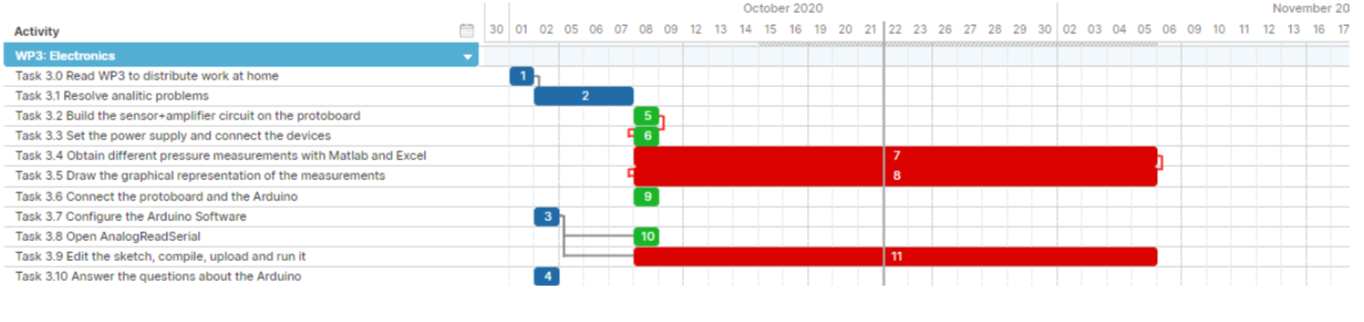 October 2020 November 20
Activity 30 01 02 05 06 07 08 09 12 13 14 15 16 19 20 21 22 23 26 27 28 29 30 02 03 04 05 06 09 10 11 12 13 16 17
WP3: Electronics
Task 3.0 Read WP3 to distribute work at home 1
Task 3.1 Resolve analitic problems 2
Task 3.2 Build the sensor+amplifier circuit on the protoboard 5
Task 3.3 Set the power supply and connect the devices 6
Task 3.4 Obtain different pressure measurements with Matlab and Excel 7
Task 3.5 Draw the graphical representation of the measurements 8
Task 3.6 Connect the protoboard and the Arduino 9
Task 3.7 Configure the Arduino Software 3
Task 3.8 Open AnalogReadSerial 10
Task 3.9 Edit the sketch, compile, upload and run it 11
Task 3.10 Answer the questions about the Arduino 4